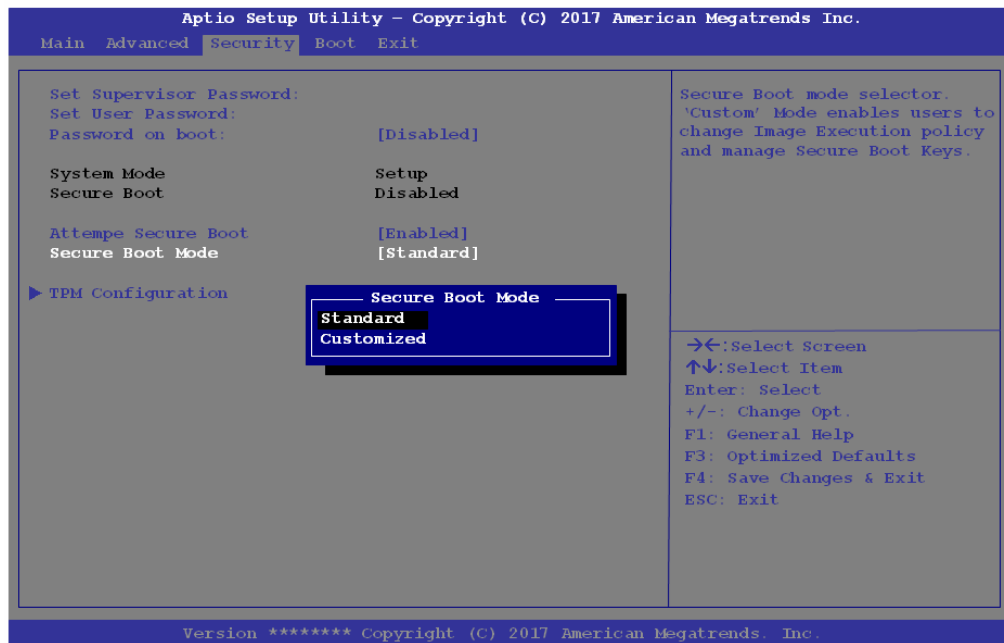 Aptio Setup Utility – Copyright (C) 2017 American Megatrends Inc.
Main Advanced Security Boot Exit
Set Supervisor Password:
Set User Password:
Password on boot: [Disabled]
System Mode Setup
Secure Boot Disabled
Attempe Secure Boot [Enabled]
Secure Boot Mode [Standard]
▶ TPM Configuration
Secure Boot Mode
Standard
Customized
Secure Boot mode selector.
'Custom' Mode enables users to
change Image Execution policy
and manage Secure Boot Keys.
→←:Select Screen
↑↓:Select Item
Enter: Select
+/-: Change Opt.
F1: General Help
F3: Optimized Defaults
F4: Save Changes & Exit
ESC: Exit
Version ******** Copyright (C) 2017 American Megatrends. Inc.